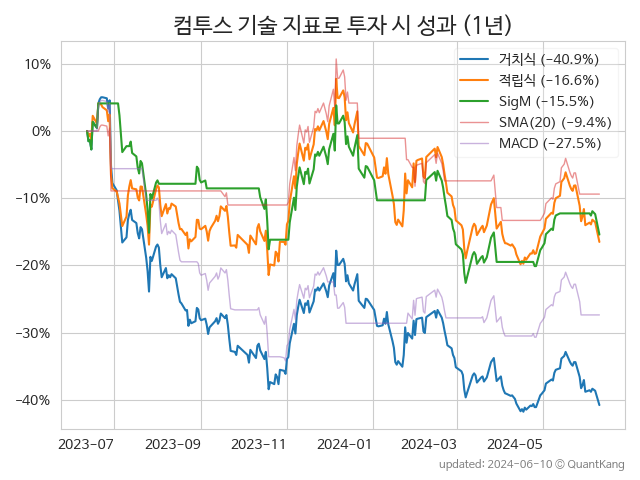 컴투스 기술 지표로 투자 시 성과 (1년)
거치식 (−40.9%)
적립식 (−16.6%)
SigM (−15.5%)
SMA(20) (−9.4%)
MACD (−27.5%)
10%
0%
−10%
−20%
−30%
−40%
2023-07
2023-09
2023-11
2024-01
2024-03
2024-05
updated: 2024-06-10 © QuantKang